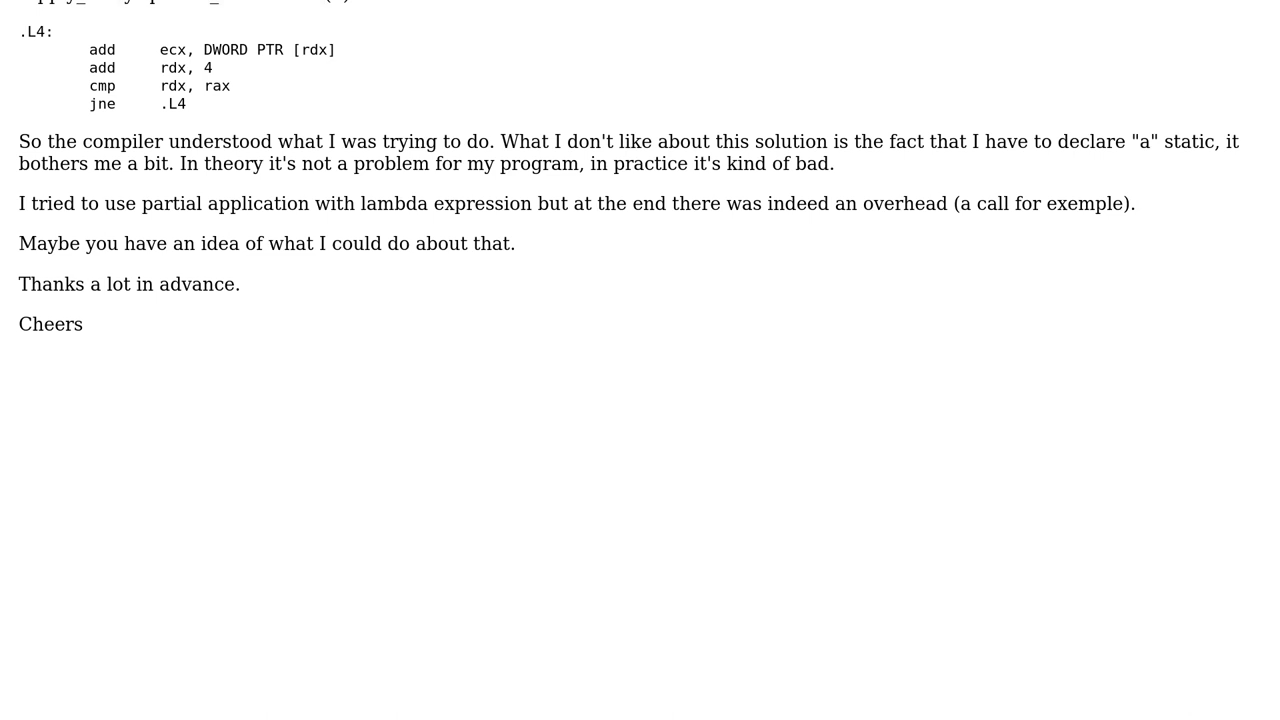 .L4:
add ecx, DWORD PTR [rdx]
add rdx, 4
cmp rdx, rax
jne .L4
So the compiler understood what I was trying to do. What I don't like about this solution is the fact that I have to declare "a" static, it
bothers me a bit. In theory it's not a problem for my program, in practice it's kind of bad.
I tried to use partial application with lambda expression but at the end there was indeed an overhead (a call for exemple).
Maybe you have an idea of what I could do about that.
Thanks a lot in advance.
Cheers